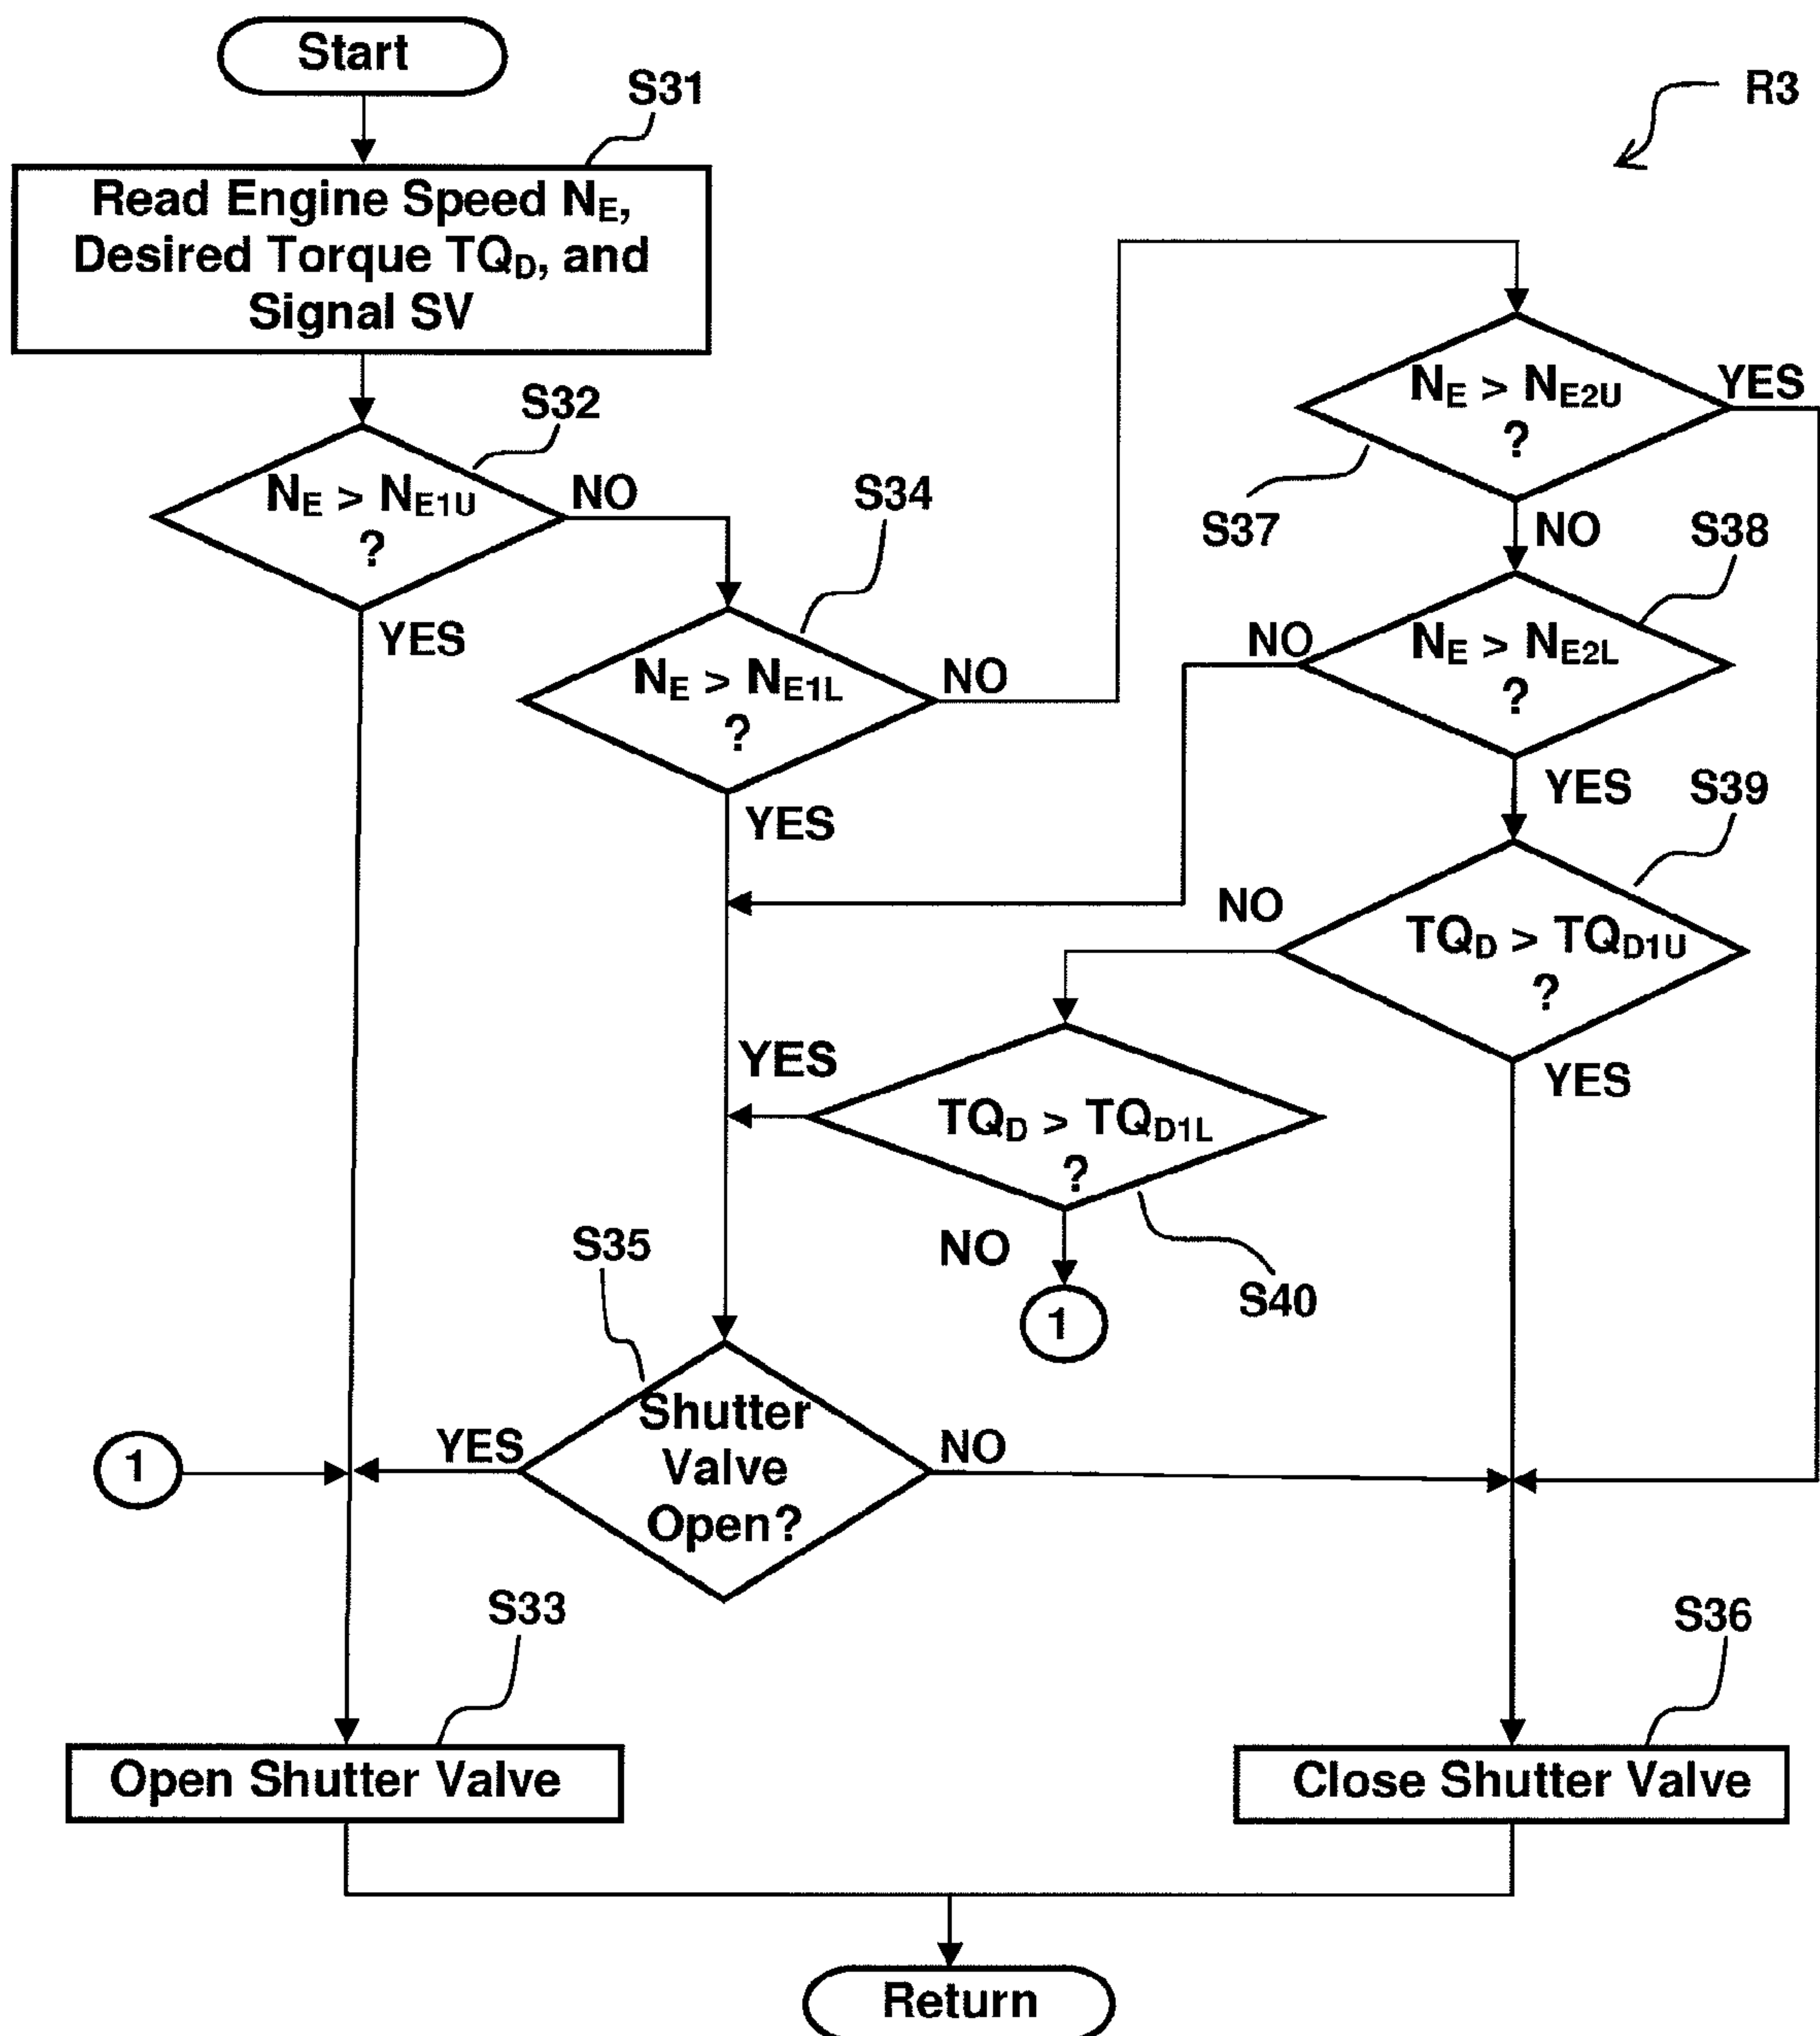 Start
S31
R3
Read Engine Speed NE,
Desired Torque TQD, and
Signal SV
S32
NE > NE1U
?
NO
YES
S34
NE > NE1L
?
NO
YES
NE > NE2U
?
YES
S37
NO
S38
NE > NE2L
?
NO
YES
S39
TQD > TQD1U
?
NO
YES
YES
TQD > TQD1L
?
NO
S40
1
S35
Shutter
Valve
Open?
YES
NO
1
S33
S36
Open Shutter Valve
Close Shutter Valve
Return